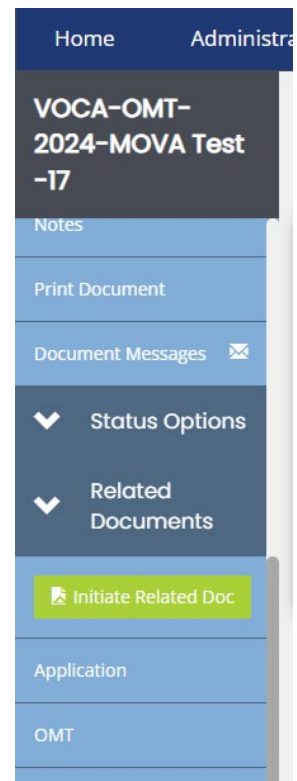 Home Administra
VOCA-OMT-
2024-MOVA Test
-17
Notes
Print Document
Document Messages
Status Options
Related
Documents
Initiate Related Doc
Application
OMT